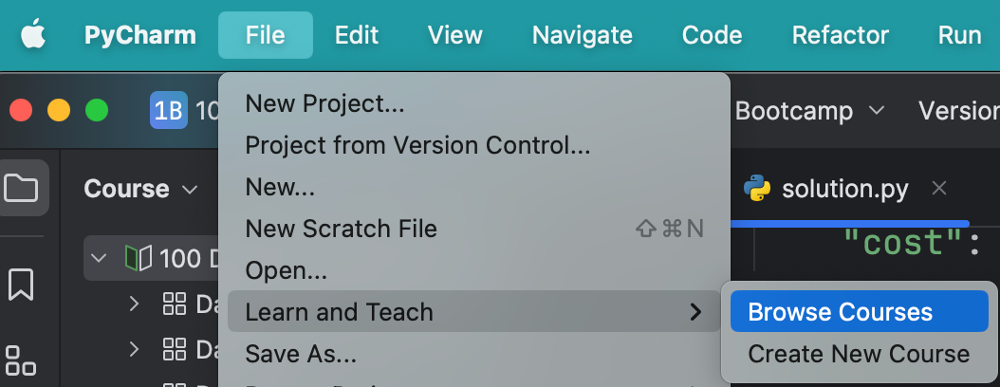 PyCharm File Edit View Navigate Code Refactor Run
1B 10
Bootcamp
New Project...
Project from Version Control...
New...
New Scratch File ⇧⌘N
Open...
Learn and Teach
Save As...
Browse Courses
Create New Course
Course
100 D
Da
Da
solution.py
"cost":